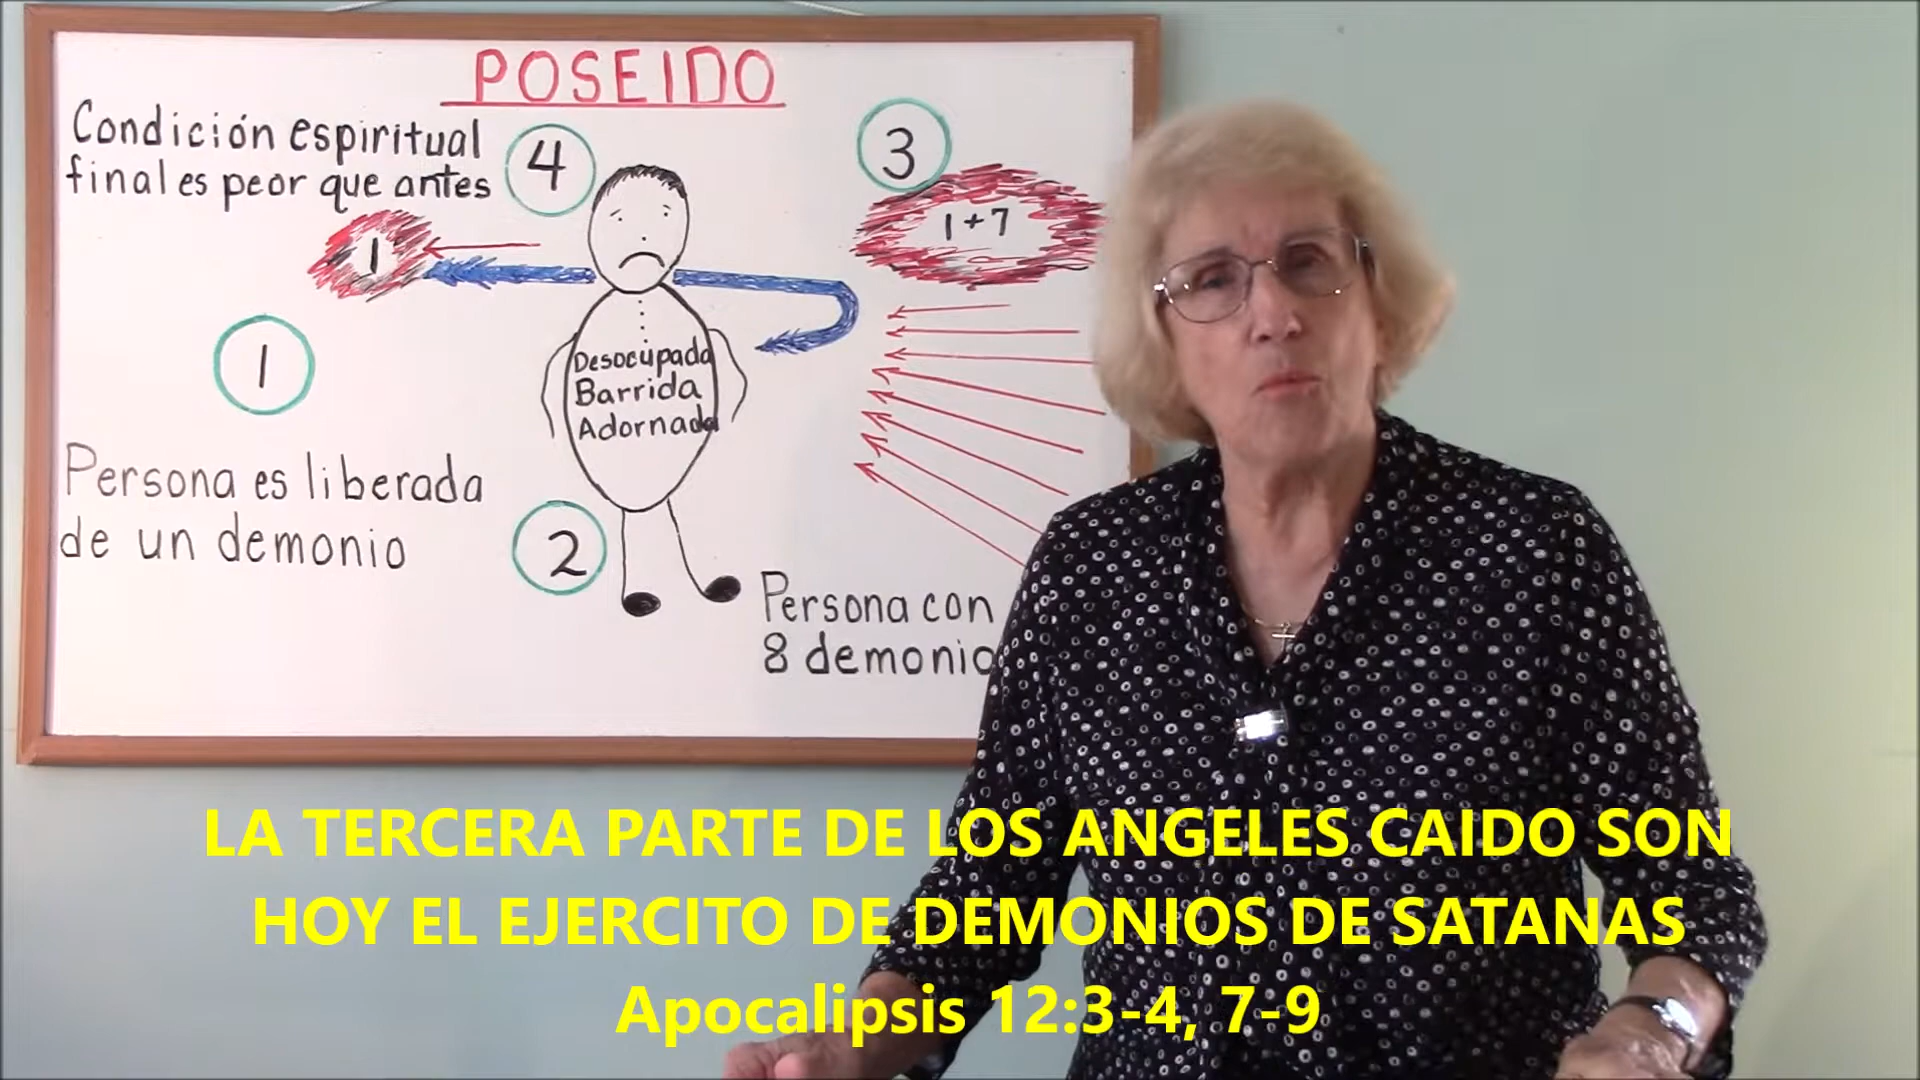 POSEIDO
Condición espiritual
final es peor que antes
4
3
1
1+7
1
Desocupada
Barrida
Adornada
Persona es liberada
de un demonio
2
Persona con
8 demonio
LA TERCERA PARTE DE LOS ANGELES CAIDO SON
HOY EL EJERCITO DE DEMONIOS DE SATANAS
Apocalipsis 12:3-4, 7-9